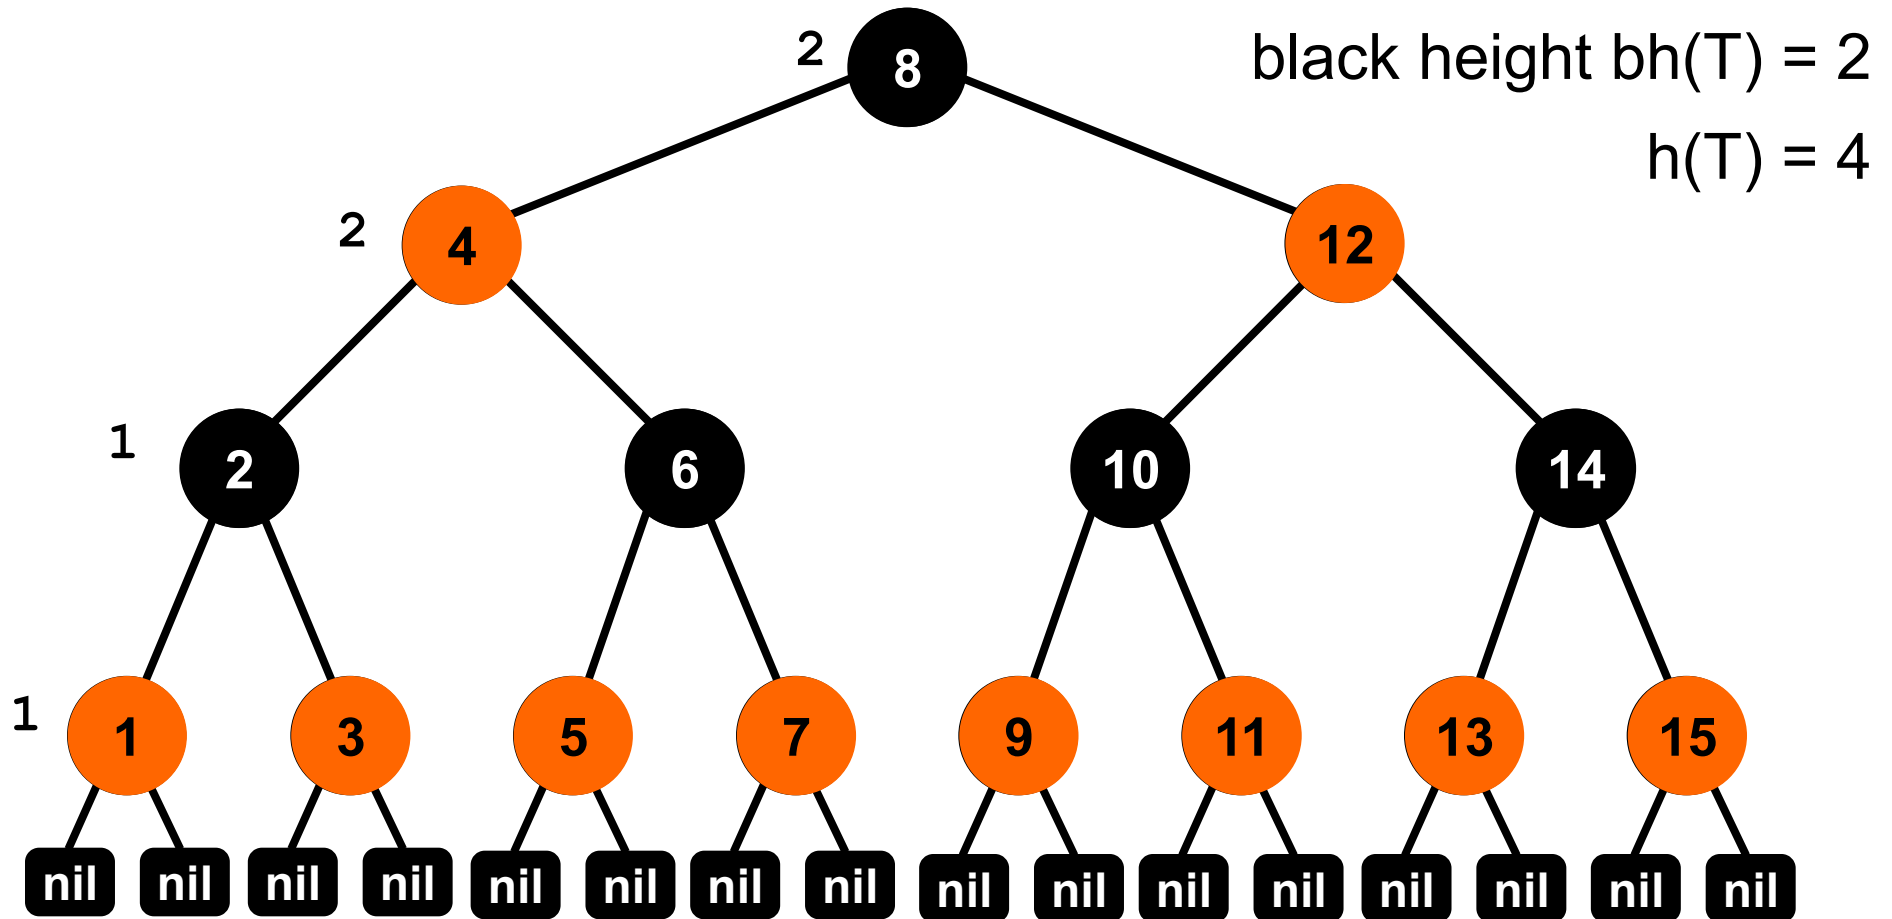 2 8 black height bh(T) = 2
h(T) = 4
2 4 12
1 2 6 10 14
1 1 3 5 7 9 11 13 15
nil nil nil nil nil nil nil nil nil nil nil nil nil nil nil nil